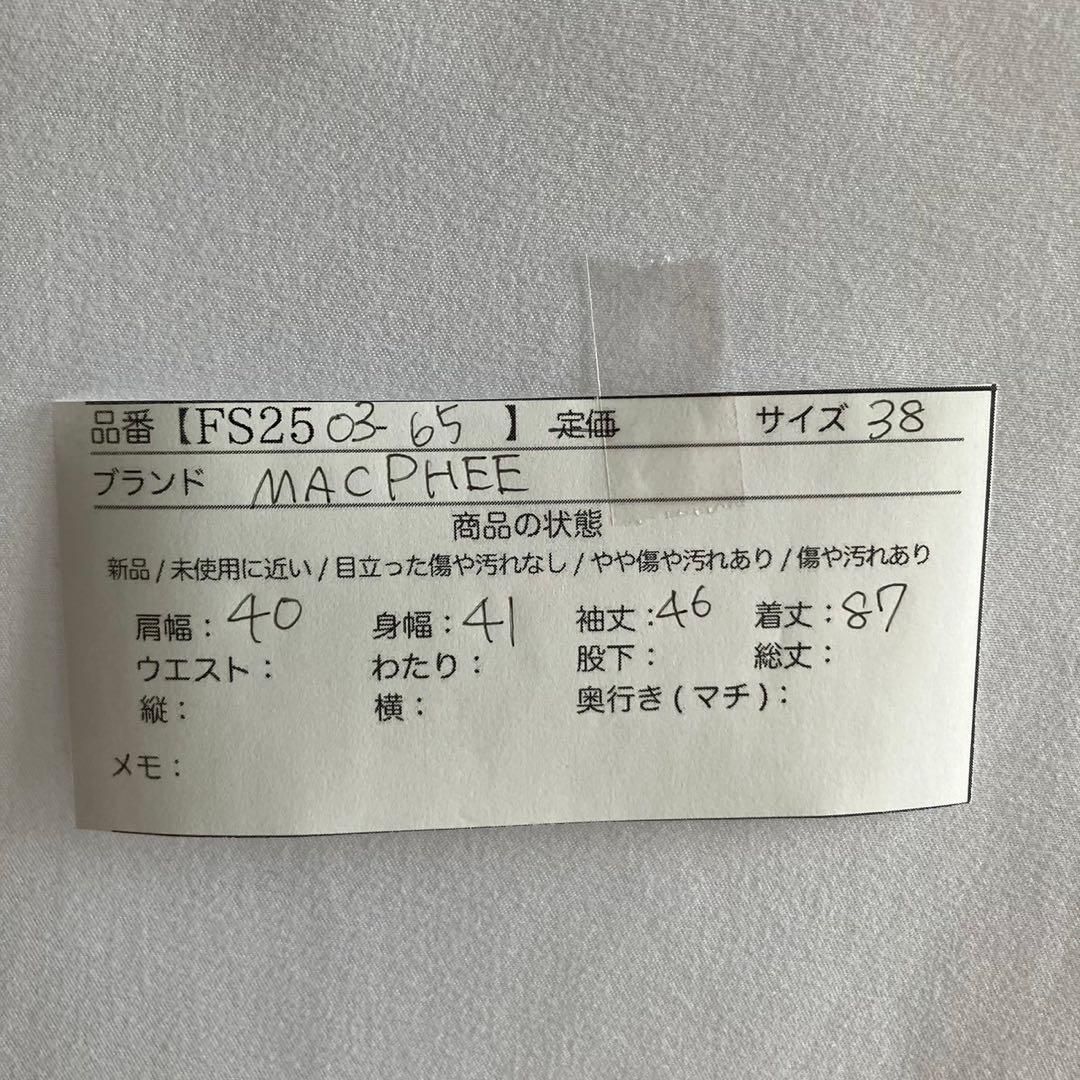 品番【FS25 03-65 】 定価 サイズ 38
ブランド MACPHEE
商品の状態
新品 / 未使用に近い / 目立った傷や汚れなし / やや傷や汚れあり / 傷や汚れあり
肩幅：40 身幅：41 袖丈：46 着丈：87
ウエスト： わたり： 股下： 総丈：
縦： 横： 奥行き ( マチ )：
メモ：